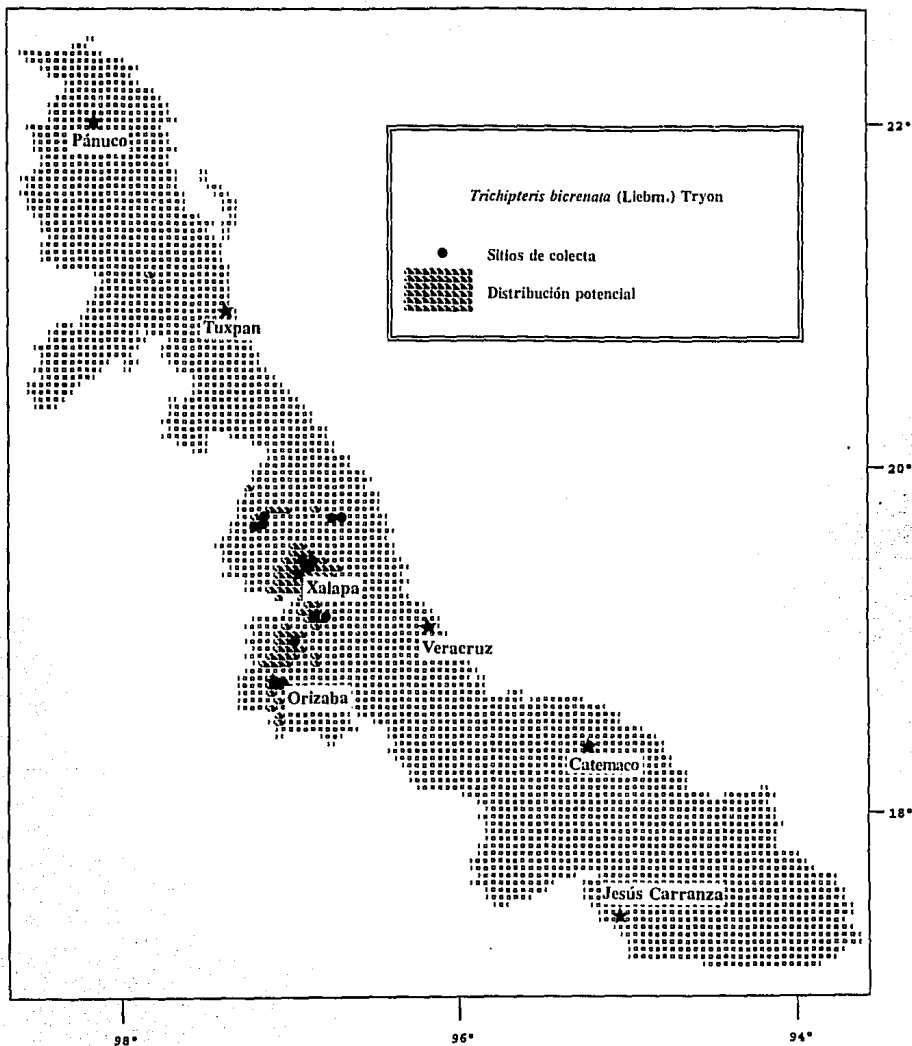 Pánuco
22°
Trichipteris bicrenata (Liebm.) Tryon
Sitios de colecta
Distribución potencial
Tuxpan
20°
Xalapa
Veracruz
Orizaba
Catemaco
18°
Jesús Carranza
98°
96°
94°